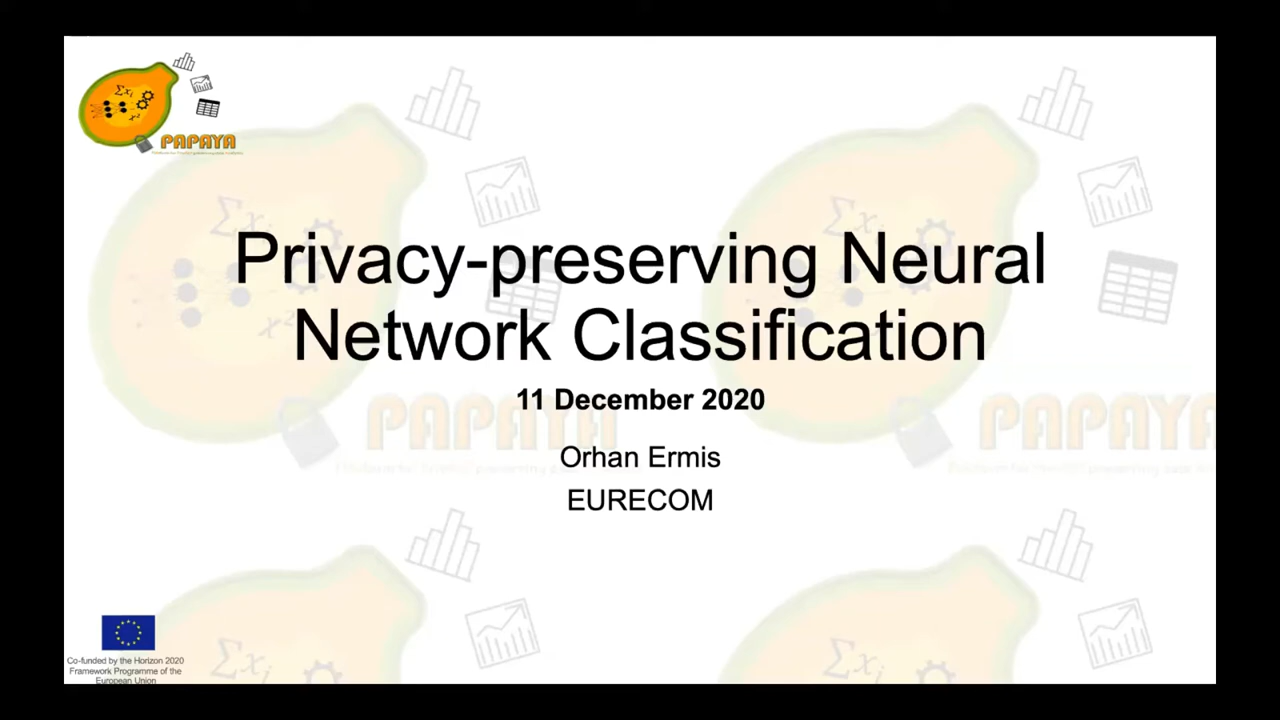 PAPAYA
Privacy-preserving Neural
Network Classification
11 December 2020
Orhan Ermis
EURECOM
Co-funded by the Horizon 2020
Framework Programme of the
European Union